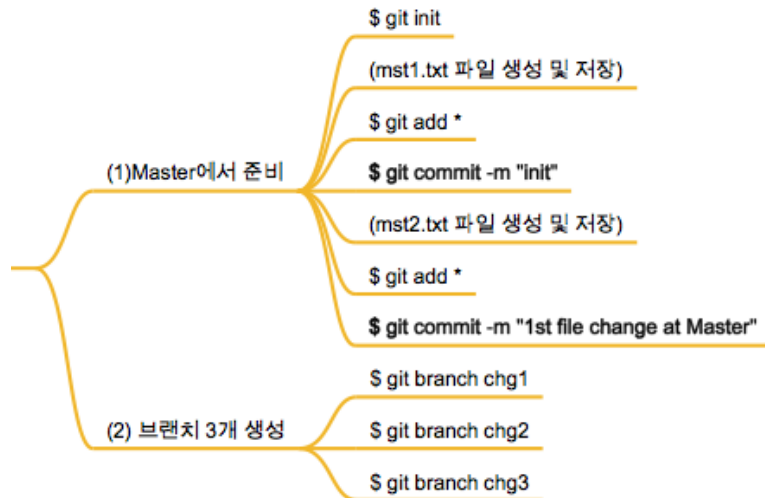 (1)Master에서 준비
$ git init
(mst1.txt 파일 생성 및 저장)
$ git add *
$ git commit -m "init"
(mst2.txt 파일 생성 및 저장)
$ git add *
$ git commit -m "1st file change at Master"
(2) 브랜치 3개 생성
$ git branch chg1
$ git branch chg2
$ git branch chg3